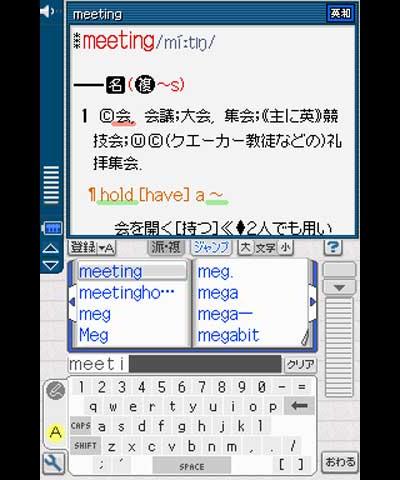 meeting 英和
⁂meeting/míːtɪŋ/
━━名(複〜s)
1 Ⓒ会, 会議;大会, 集会;《主に英》競
技会;ⓊⒸ(クエーカー教徒などの)礼
拝集会.
¶hold [have] a 〜
会を開く[持つ]《♦2人でも用い
登録▼A 派・複 ジャンプ 大 文字 小 ?
meeting meg.
meetingho… mega
meg mega—
Meg megabit
meeti クリア
1 2 3 4 5 6 7 8 9 0 - =
q w e r t y u i o p ←
CAPS a s d f g h j k l
A SHIFT z x c v b n m , . /
; ´ SPACE [ ] おわる